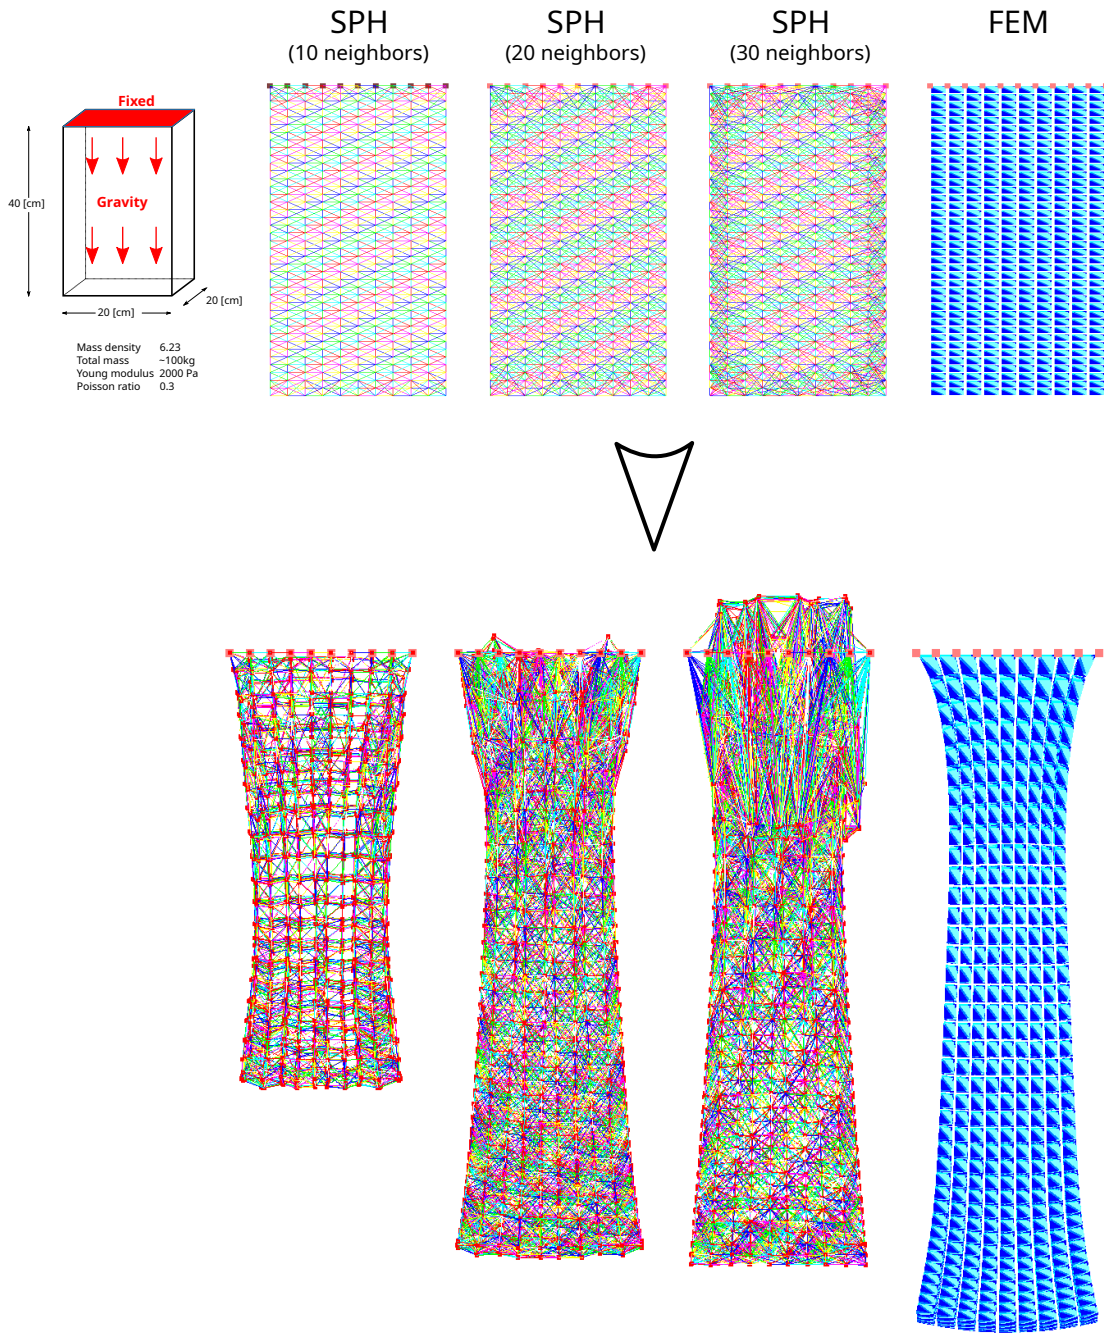 SPH
(10 neighbors)
SPH
(20 neighbors)
SPH
(30 neighbors)
FEM
Fixed
Gravity
40 [cm]
20 [cm]
20 [cm]
Mass density 6.23
Total mass ~100kg
Young modulus 2000 Pa
Poisson ratio 0.3